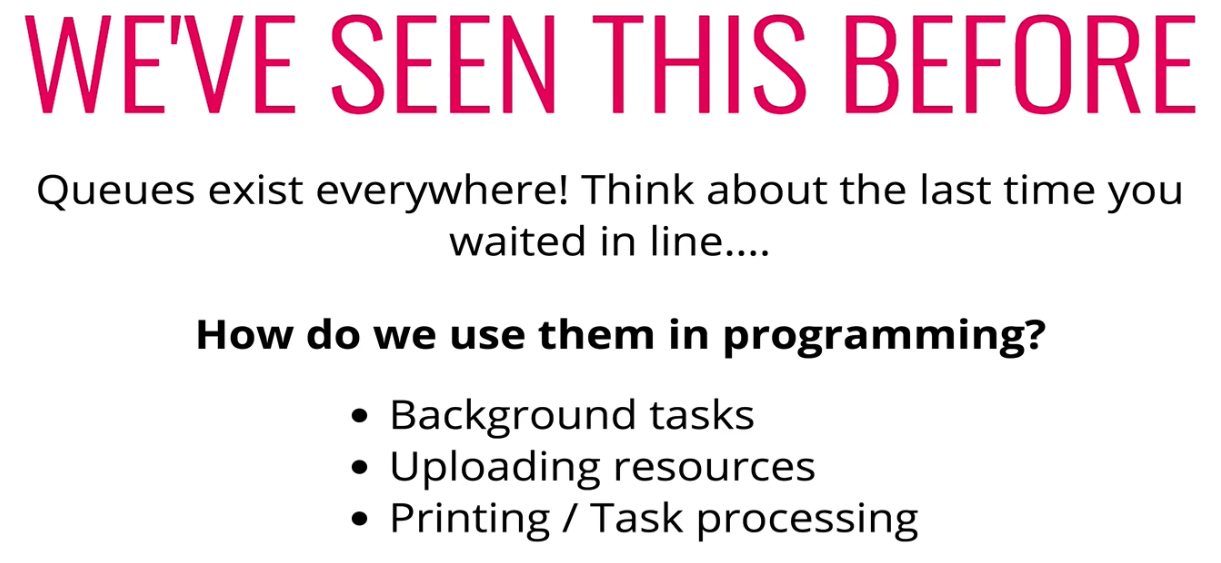 WE'VE SEEN THIS BEFORE
Queues exist everywhere! Think about the last time you
waited in line....
How do we use them in programming?
• Background tasks
• Uploading resources
• Printing / Task processing